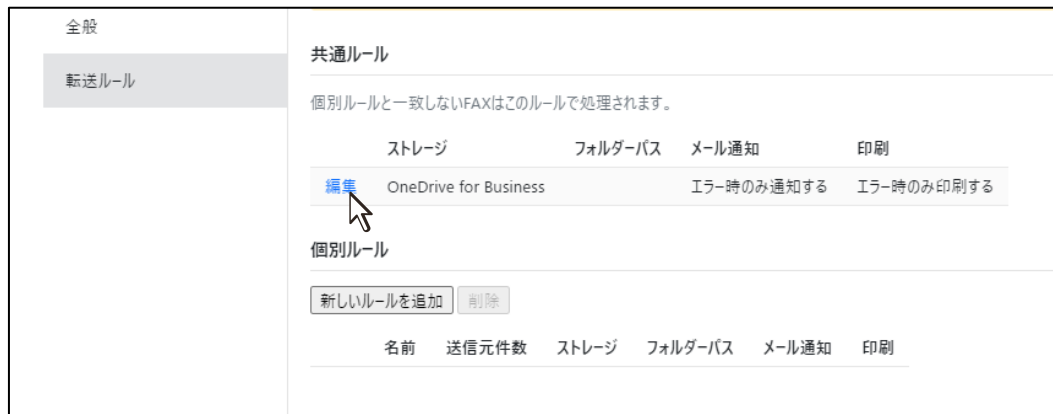 全般
転送ルール
共通ルール
個別ルールと一致しないFAXはこのルールで処理されます。
ストレージ フォルダーパス メール通知 印刷
編集 OneDrive for Business エラー時のみ通知する エラー時のみ印刷する
個別ルール
新しいルールを追加 削除
名前 送信元件数 ストレージ フォルダーパス メール通知 印刷